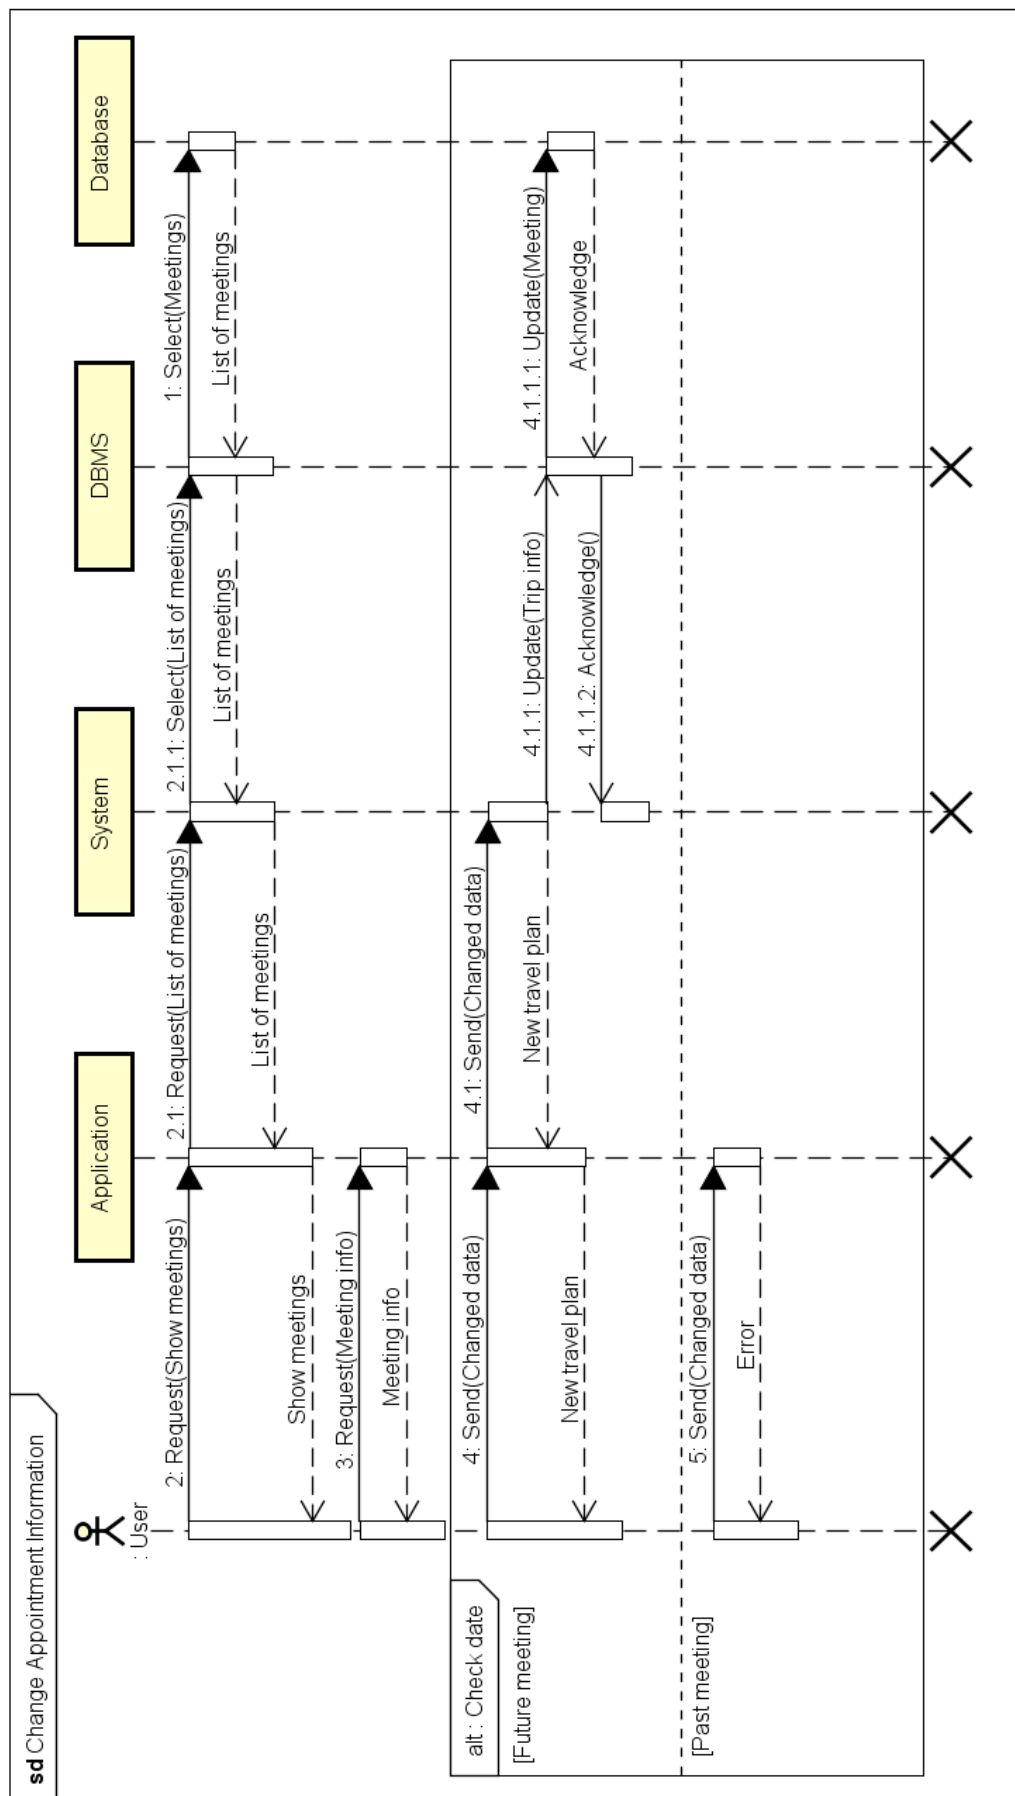 sd Change Appointment Information
: User
Application
System
DBMS
Database
2: Request(Show meetings)
2.1: Request(List of meetings)
2.1.1: Select(List of meetings)
1: Select(Meetings)
List of meetings
List of meetings
List of meetings
Show meetings
3: Request(Meeting info)
Meeting info
alt : Check date
[Future meeting]
4: Send(Changed data)
4.1: Send(Changed data)
4.1.1: Update(Trip info)
4.1.1.1: Update(Meeting)
New travel plan
New travel plan
Acknowledge
4.1.1.2: Acknowledge()
[Past meeting]
5: Send(Changed data)
Error